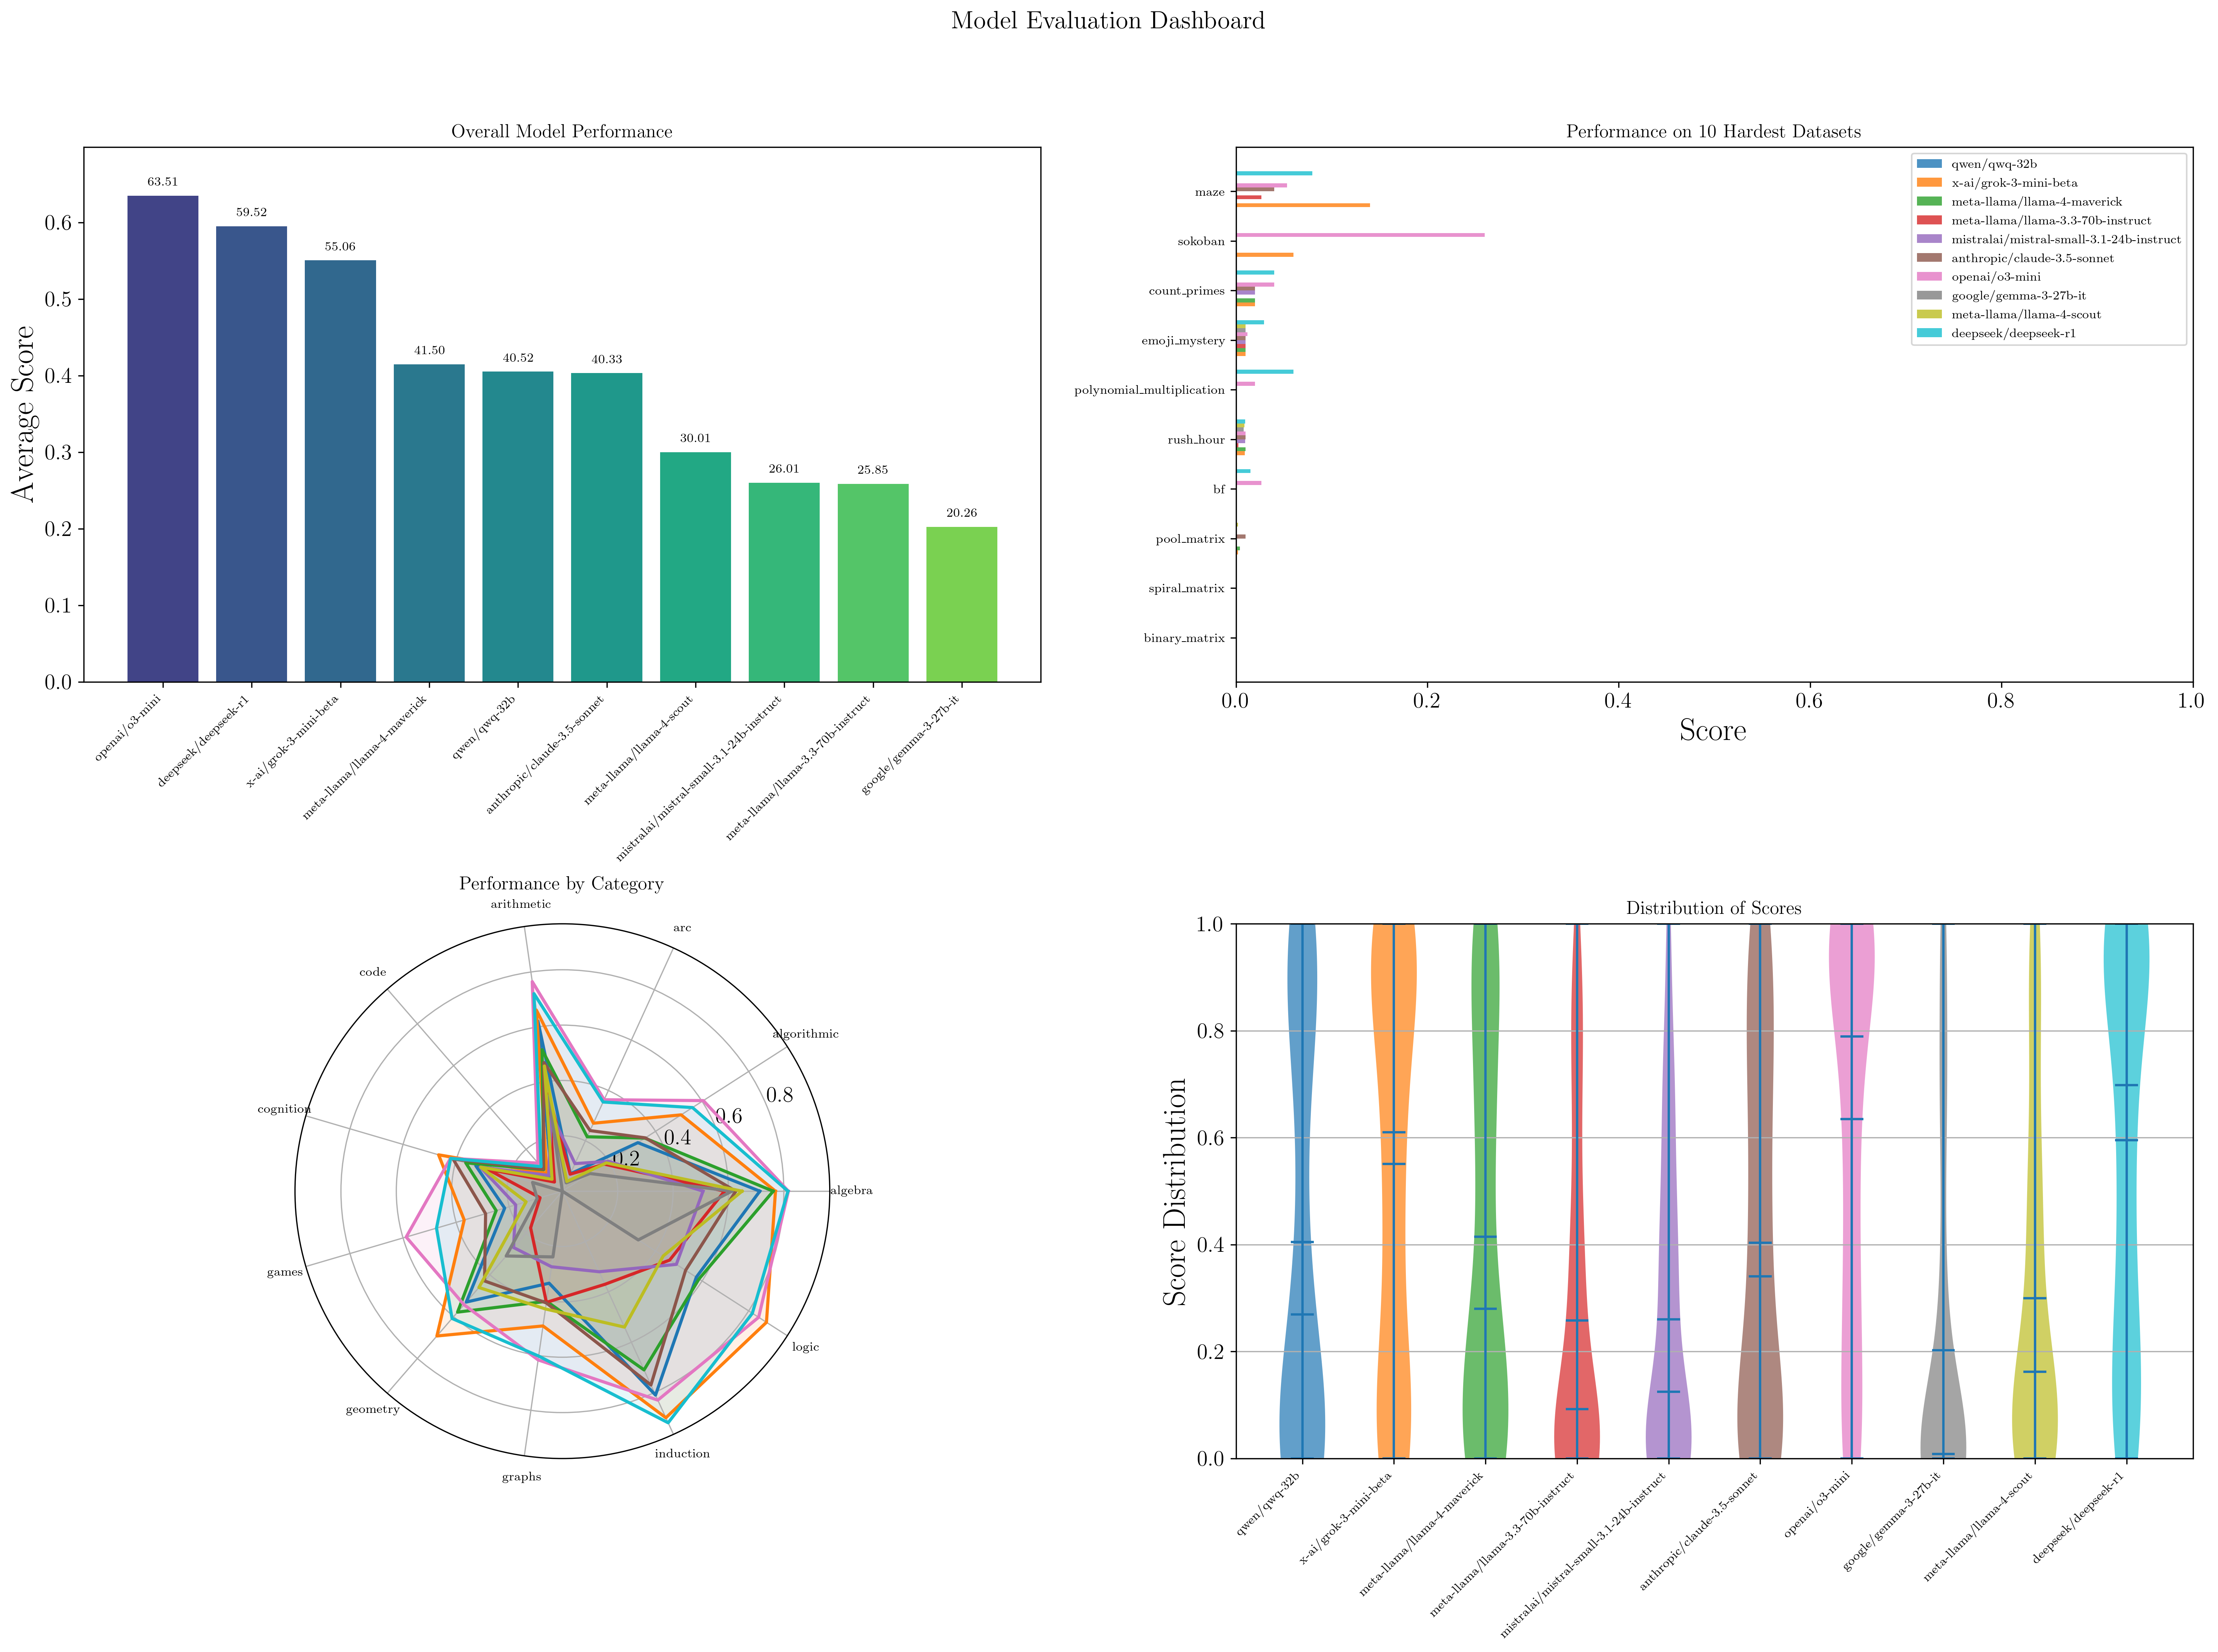 Model Evaluation Dashboard
Overall Model Performance
Average Score
0.6
0.5
0.4
0.3
0.2
0.1
0.0
63.51
59.52
55.06
41.50
40.52
40.33
30.01
26.01
25.85
20.26
openai/o3-mini
deepseek/deepseek-r1
x-ai/grok-3-mini-beta
meta-llama/llama-4-maverick
qwen/qwq-32b
anthropic/claude-3.5-sonnet
meta-llama/llama-4-scout
mistralai/mistral-small-3.1-24b-instruct
meta-llama/llama-3.3-70b-instruct
google/gemma-3-27b-it
Performance on 10 Hardest Datasets
maze
sokoban
count_primes
emoji_mystery
polynomial_multiplication
rush_hour
bf
pool_matrix
spiral_matrix
binary_matrix
qwen/qwq-32b
x-ai/grok-3-mini-beta
meta-llama/llama-4-maverick
meta-llama/llama-3.3-70b-instruct
mistralai/mistral-small-3.1-24b-instruct
anthropic/claude-3.5-sonnet
openai/o3-mini
google/gemma-3-27b-it
meta-llama/llama-4-scout
deepseek/deepseek-r1
0.0
0.2
0.4
0.6
0.8
1.0
Score
Performance by Category
arithmetic
arc
code
algorithmic
cognition
0.8
0.6
0.4
0.2
algebra
games
logic
geometry
induction
graphs
Distribution of Scores
Score Distribution
1.0
0.8
0.6
0.4
0.2
0.0
qwen/qwq-32b
x-ai/grok-3-mini-beta
meta-llama/llama-4-maverick
meta-llama/llama-3.3-70b-instruct
mistralai/mistral-small-3.1-24b-instruct
anthropic/claude-3.5-sonnet
openai/o3-mini
google/gemma-3-27b-it
meta-llama/llama-4-scout
deepseek/deepseek-r1